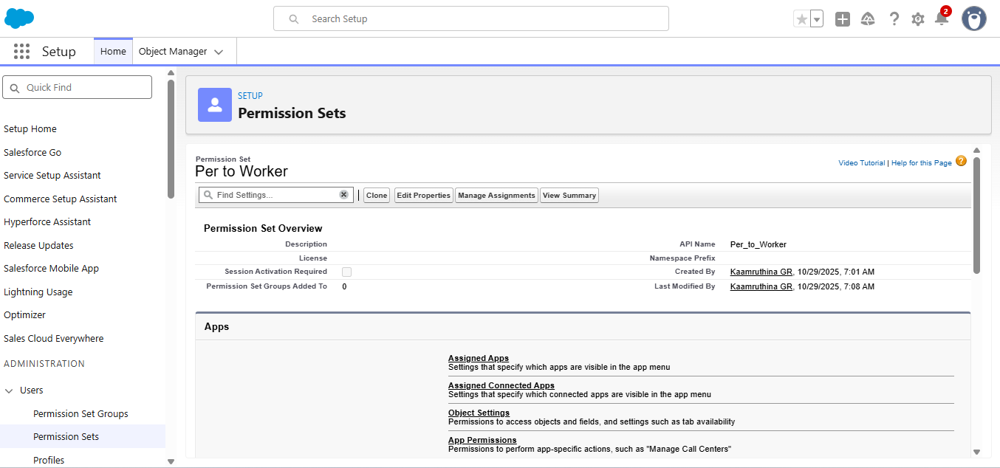 Search Setup
2
Setup
Home
Object Manager
Quick Find
Setup Home
Salesforce Go
Service Setup Assistant
Commerce Setup Assistant
Hyperforce Assistant
Release Updates
Salesforce Mobile App
Lightning Usage
Optimizer
Sales Cloud Everywhere
ADMINISTRATION
Users
Permission Set Groups
Permission Sets
Profiles
SETUP
Permission Sets
Permission Set
Per to Worker
Video Tutorial | Help for this Page ?
Find Settings... | Clone Edit Properties Manage Assignments View Summary
Permission Set Overview
Description API Name Per_to_Worker
License Namespace Prefix
Session Activation Required Created By Kaamruthina GR, 10/29/2025, 7:01 AM
Permission Set Groups Added To 0 Last Modified By Kaamruthina GR, 10/29/2025, 7:08 AM
Apps
Assigned Apps
Settings that specify which apps are visible in the app menu
Assigned Connected Apps
Settings that specify which connected apps are visible in the app menu
Object Settings
Permissions to access objects and fields, and settings such as tab availability
App Permissions
Permissions to perform app-specific actions, such as "Manage Call Centers"